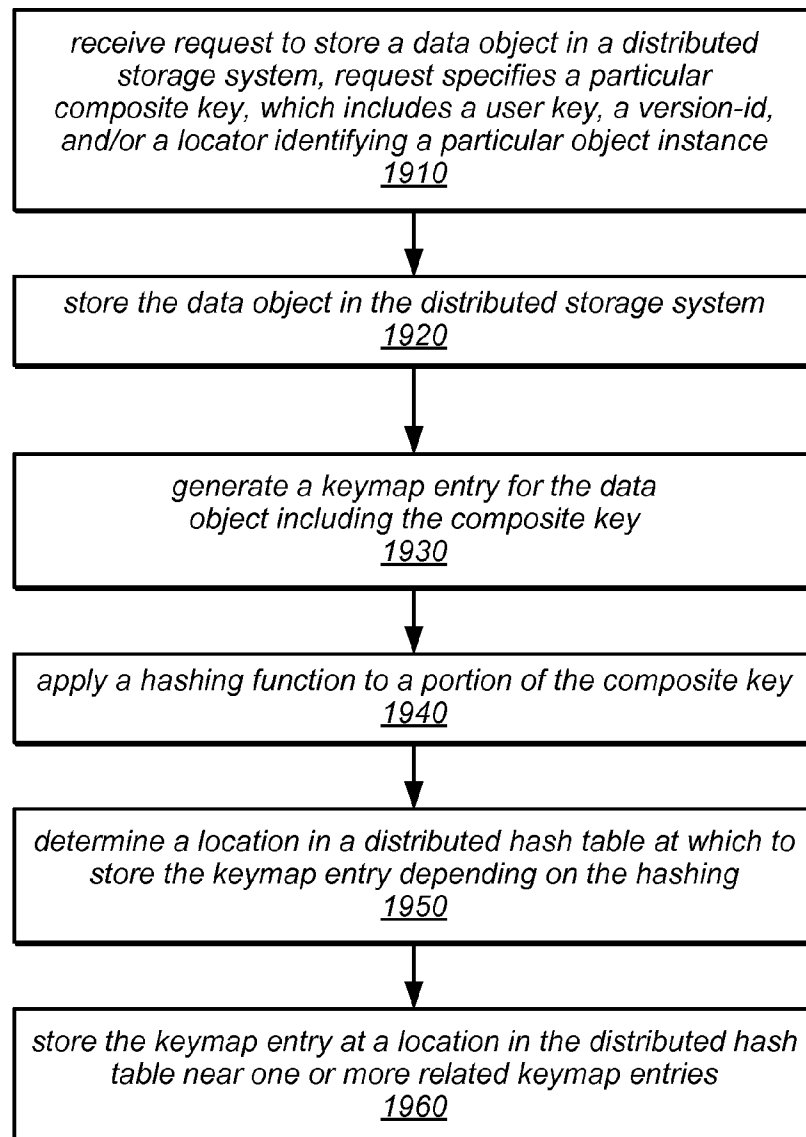 receive request to store a data object in a distributed
storage system, request specifies a particular
composite key, which includes a user key, a version-id,
and/or a locator identifying a particular object instance
1910
store the data object in the distributed storage system
1920
generate a keymap entry for the data
object including the composite key
1930
apply a hashing function to a portion of the composite key
1940
determine a location in a distributed hash table at which to
store the keymap entry depending on the hashing
1950
store the keymap entry at a location in the distributed hash
table near one or more related keymap entries
1960